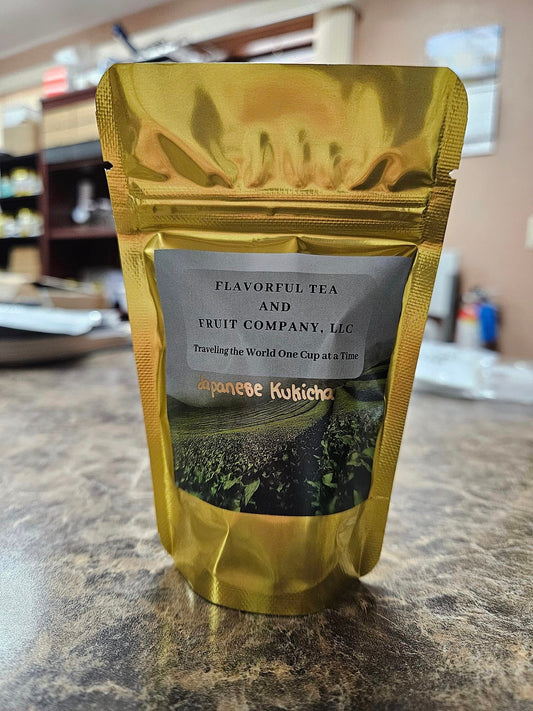 FLAVORFUL TEA
AND
FRUIT COMPANY, LLC
Traveling the World One Cup at a Time
Japanese Kukicha